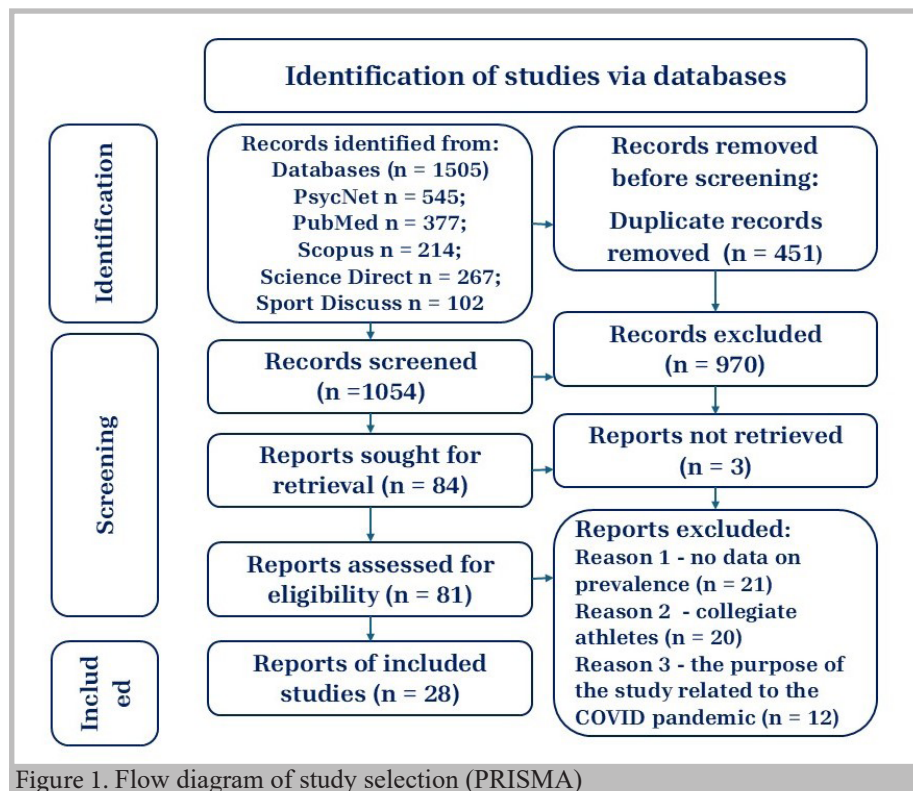 Identification of studies via databases
Identification
Records identified from:
Databases (n = 1505)
PsycNet n = 545;
PubMed n = 377;
Scopus n = 214;
Science Direct n = 267;
Sport Discuss n = 102
Records removed
before screening:
Duplicate records
removed (n = 451)
Screening
Records screened
(n =1054)
Records excluded
(n = 970)
Reports sought for
retrieval (n = 84)
Reports not retrieved
(n = 3)
Reports assessed for
eligibility (n = 81)
Reports excluded:
Reason 1 - no data on
prevalence (n = 21)
Reason 2 - collegiate
athletes (n = 20)
Reason 3 - the purpose of
the study related to the
COVID pandemic (n = 12)
Includ
ed
Reports of included
studies (n = 28)
Figure 1. Flow diagram of study selection (PRISMA)